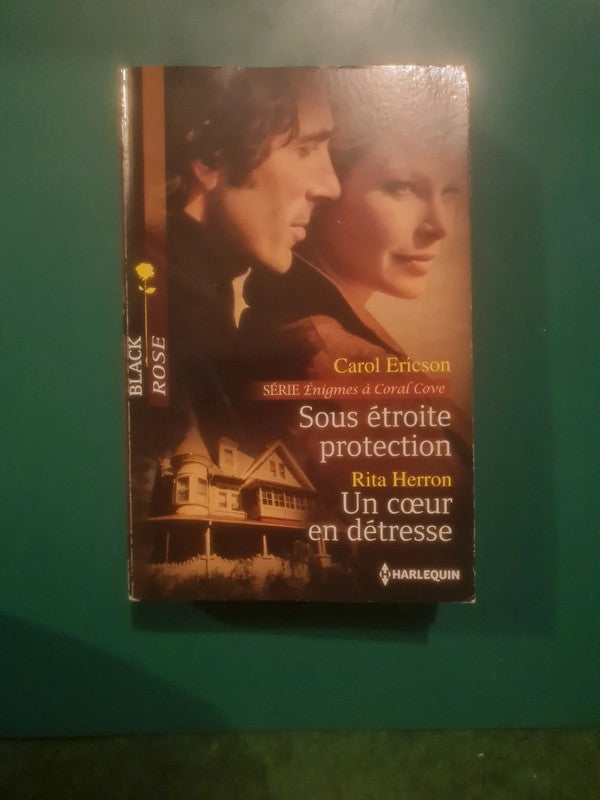 BLACK
ROSE
Carol Ericson
SÉRIE Énigmes à Coral Cove
Sous étroite
protection
Rita Herron
Un cœur
en détresse
HARLEQUIN